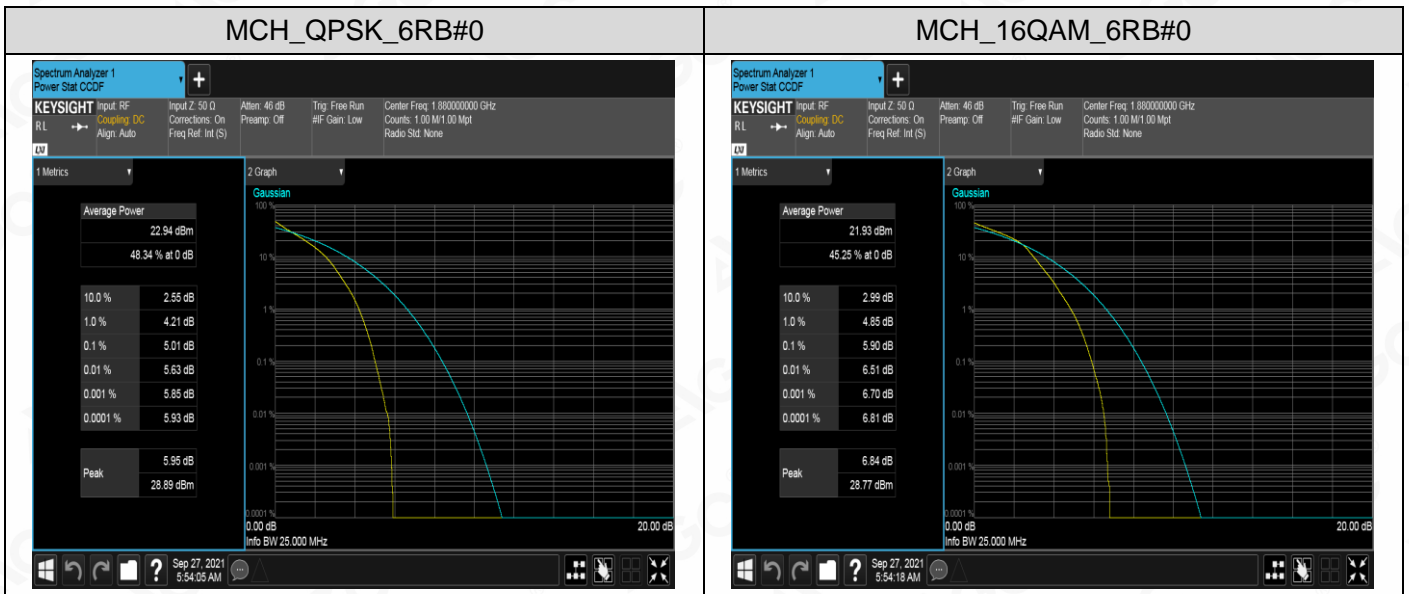 MCH_QPSK_6RB#0
Spectrum Analyzer 1
Power Stat CCDF
+
KEYSIGHT Input: RF Input Z: 50 Ω Atten: 46 dB Trig: Free Run Center Freq: 1.880000000 GHz
RL Coupling: DC Corrections: On Preamp: Off #IF Gain: Low Counts: 1.00 M/1.00 Mpt
Align: Auto Freq Ref: Int (S) Radio Std: None
LXI
1 Metrics
2 Graph
Average Power
22.94 dBm
48.34 % at 0 dB
10.0 % 2.55 dB
1.0 % 4.21 dB
0.1 % 5.01 dB
0.01 % 5.63 dB
0.001 % 5.85 dB
0.0001 % 5.93 dB
Peak 5.95 dB
28.89 dBm
Gaussian
100 %
10 %
1 %
0.1 %
0.01 %
0.001 %
0.0001 %
0.00 dB 20.00 dB
Info BW 25.000 MHz
? Sep 27, 2021
5:54:05 AM
MCH_16QAM_6RB#0
Spectrum Analyzer 1
Power Stat CCDF
+
KEYSIGHT Input: RF Input Z: 50 Ω Atten: 46 dB Trig: Free Run Center Freq: 1.880000000 GHz
RL Coupling: DC Corrections: On Preamp: Off #IF Gain: Low Counts: 1.00 M/1.00 Mpt
Align: Auto Freq Ref: Int (S) Radio Std: None
LXI
1 Metrics
2 Graph
Average Power
21.93 dBm
45.25 % at 0 dB
10.0 % 2.99 dB
1.0 % 4.85 dB
0.1 % 5.90 dB
0.01 % 6.51 dB
0.001 % 6.70 dB
0.0001 % 6.81 dB
Peak 6.84 dB
28.77 dBm
Gaussian
100 %
10 %
1 %
0.1 %
0.01 %
0.001 %
0.0001 %
0.00 dB 20.00 dB
Info BW 25.000 MHz
? Sep 27, 2021
5:54:18 AM